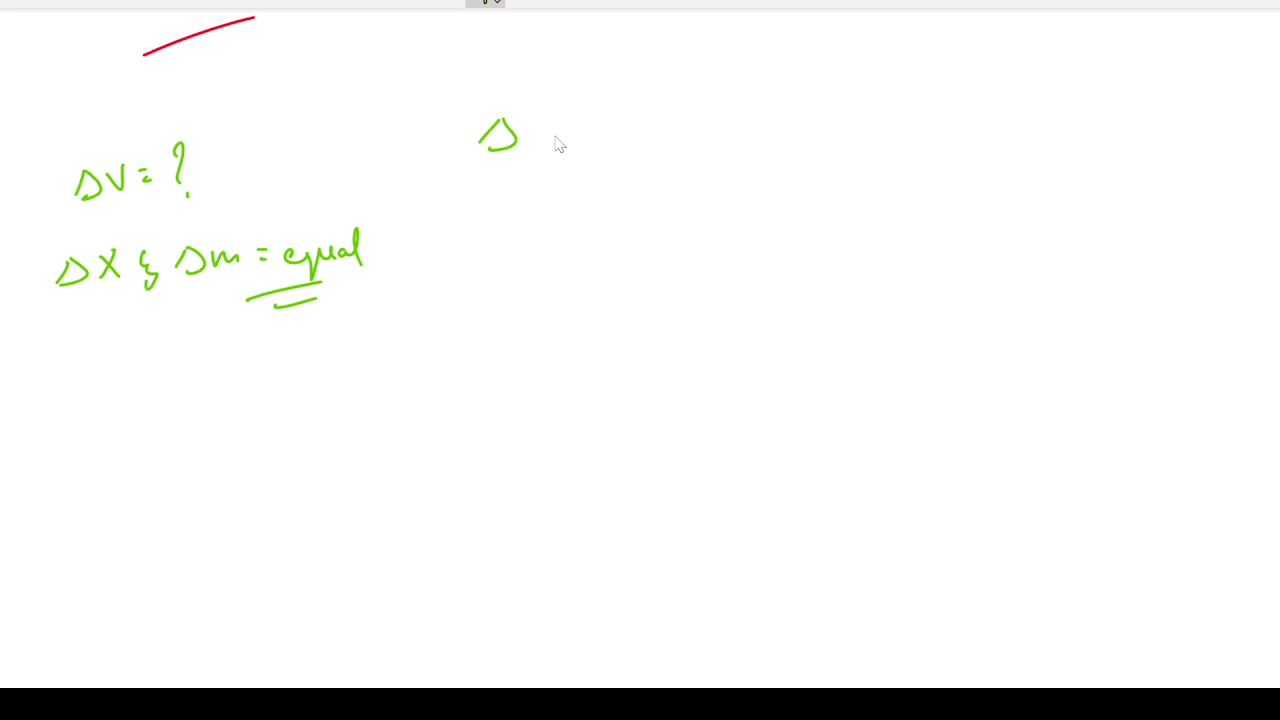 Δ
ΔV = ?
ΔX & Δm = equal